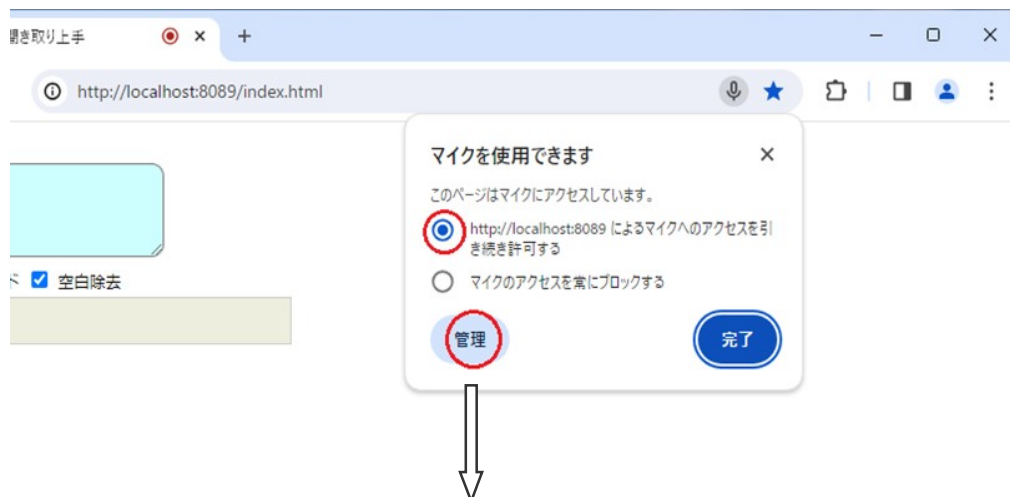 聞き取り上手
http://localhost:8089/index.html
マイクを使用できます
このページはマイクにアクセスしています。
http://localhost:8089 によるマイクへのアクセスを引
き続き許可する
マイクのアクセスを常にブロックする
ド 空白除去
管理
完了